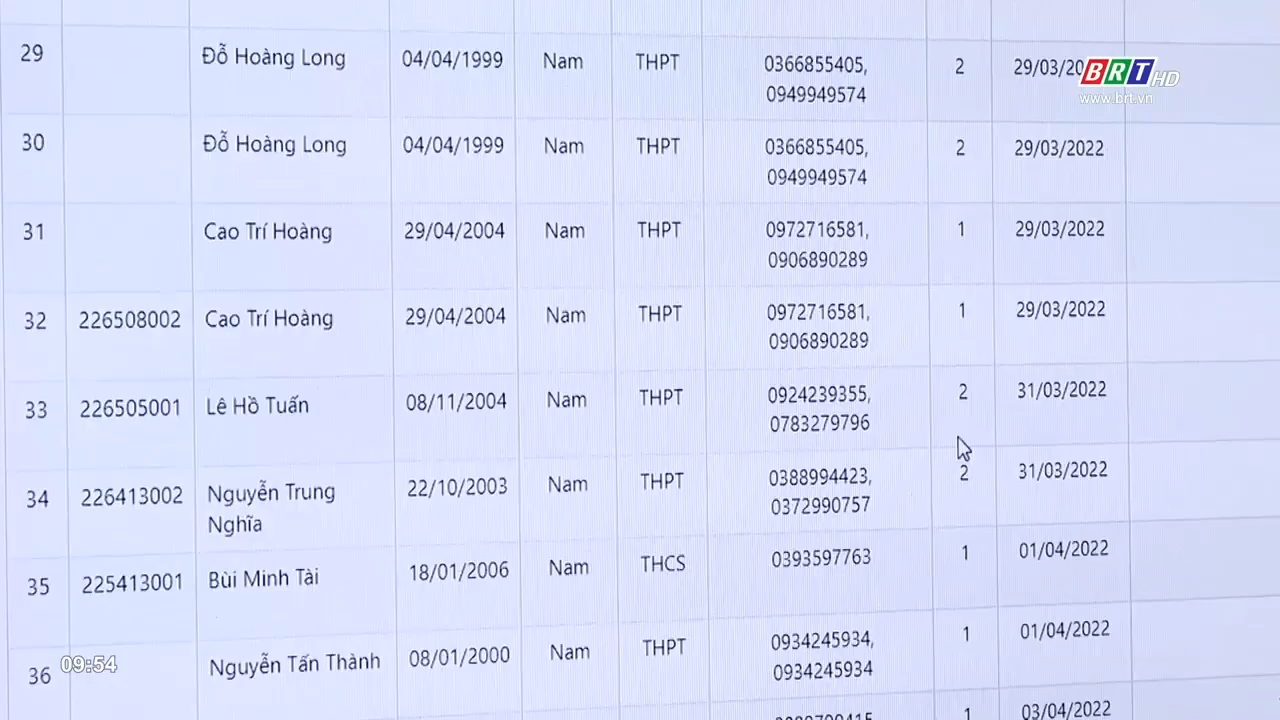 29 Đỗ Hoàng Long 04/04/1999 Nam THPT 0366855405, 2 29/03/20
0949949574
BRT HD
www.brt.vn
30 Đỗ Hoàng Long 04/04/1999 Nam THPT 0366855405, 2 29/03/2022
0949949574
31 Cao Trí Hoàng 29/04/2004 Nam THPT 0972716581, 1 29/03/2022
0906890289
32 226508002 Cao Trí Hoàng 29/04/2004 Nam THPT 0972716581, 1 29/03/2022
0906890289
33 226505001 Lê Hồ Tuấn 08/11/2004 Nam THPT 0924239355, 2 31/03/2022
0783279796
34 226413002 Nguyễn Trung 22/10/2003 Nam THPT 0388994423, 2 31/03/2022
Nghĩa 0372990757
35 225413001 Bùi Minh Tài 18/01/2006 Nam THCS 0393597763 1 01/04/2022
36 Nguyễn Tấn Thành 08/01/2000 Nam THPT 0934245934, 1 01/04/2022
0934245934
09:54
1 03/04/2022